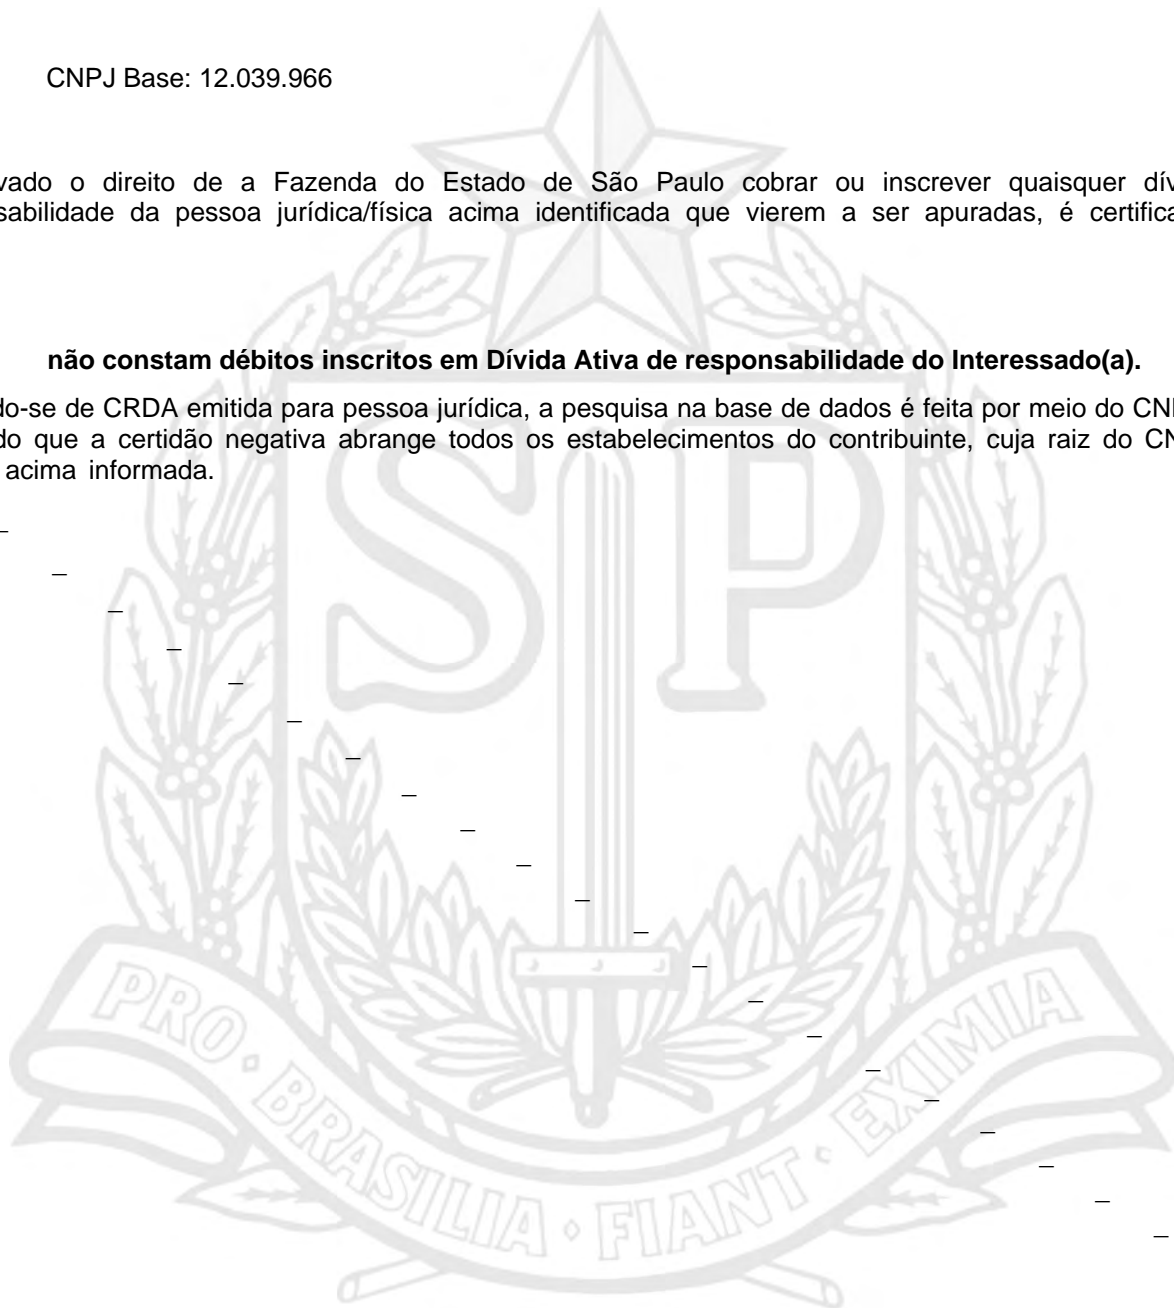 CNPJ Base: 12.039.966
vado o direito de a Fazenda do Estado de São Paulo cobrar ou inscrever quaisquer dív
sabilidade da pessoa jurídica/física acima identificada que vierem a ser apuradas, é certifica
não constam débitos inscritos em Dívida Ativa de responsabilidade do Interessado(a).
do-se de CRDA emitida para pessoa jurídica, a pesquisa na base de dados é feita por meio do CN
do que a certidão negativa abrange todos os estabelecimentos do contribuinte, cuja raiz do CN
acima informada.
SP
PRO • BRASILIA • FIANT • EXIMIA